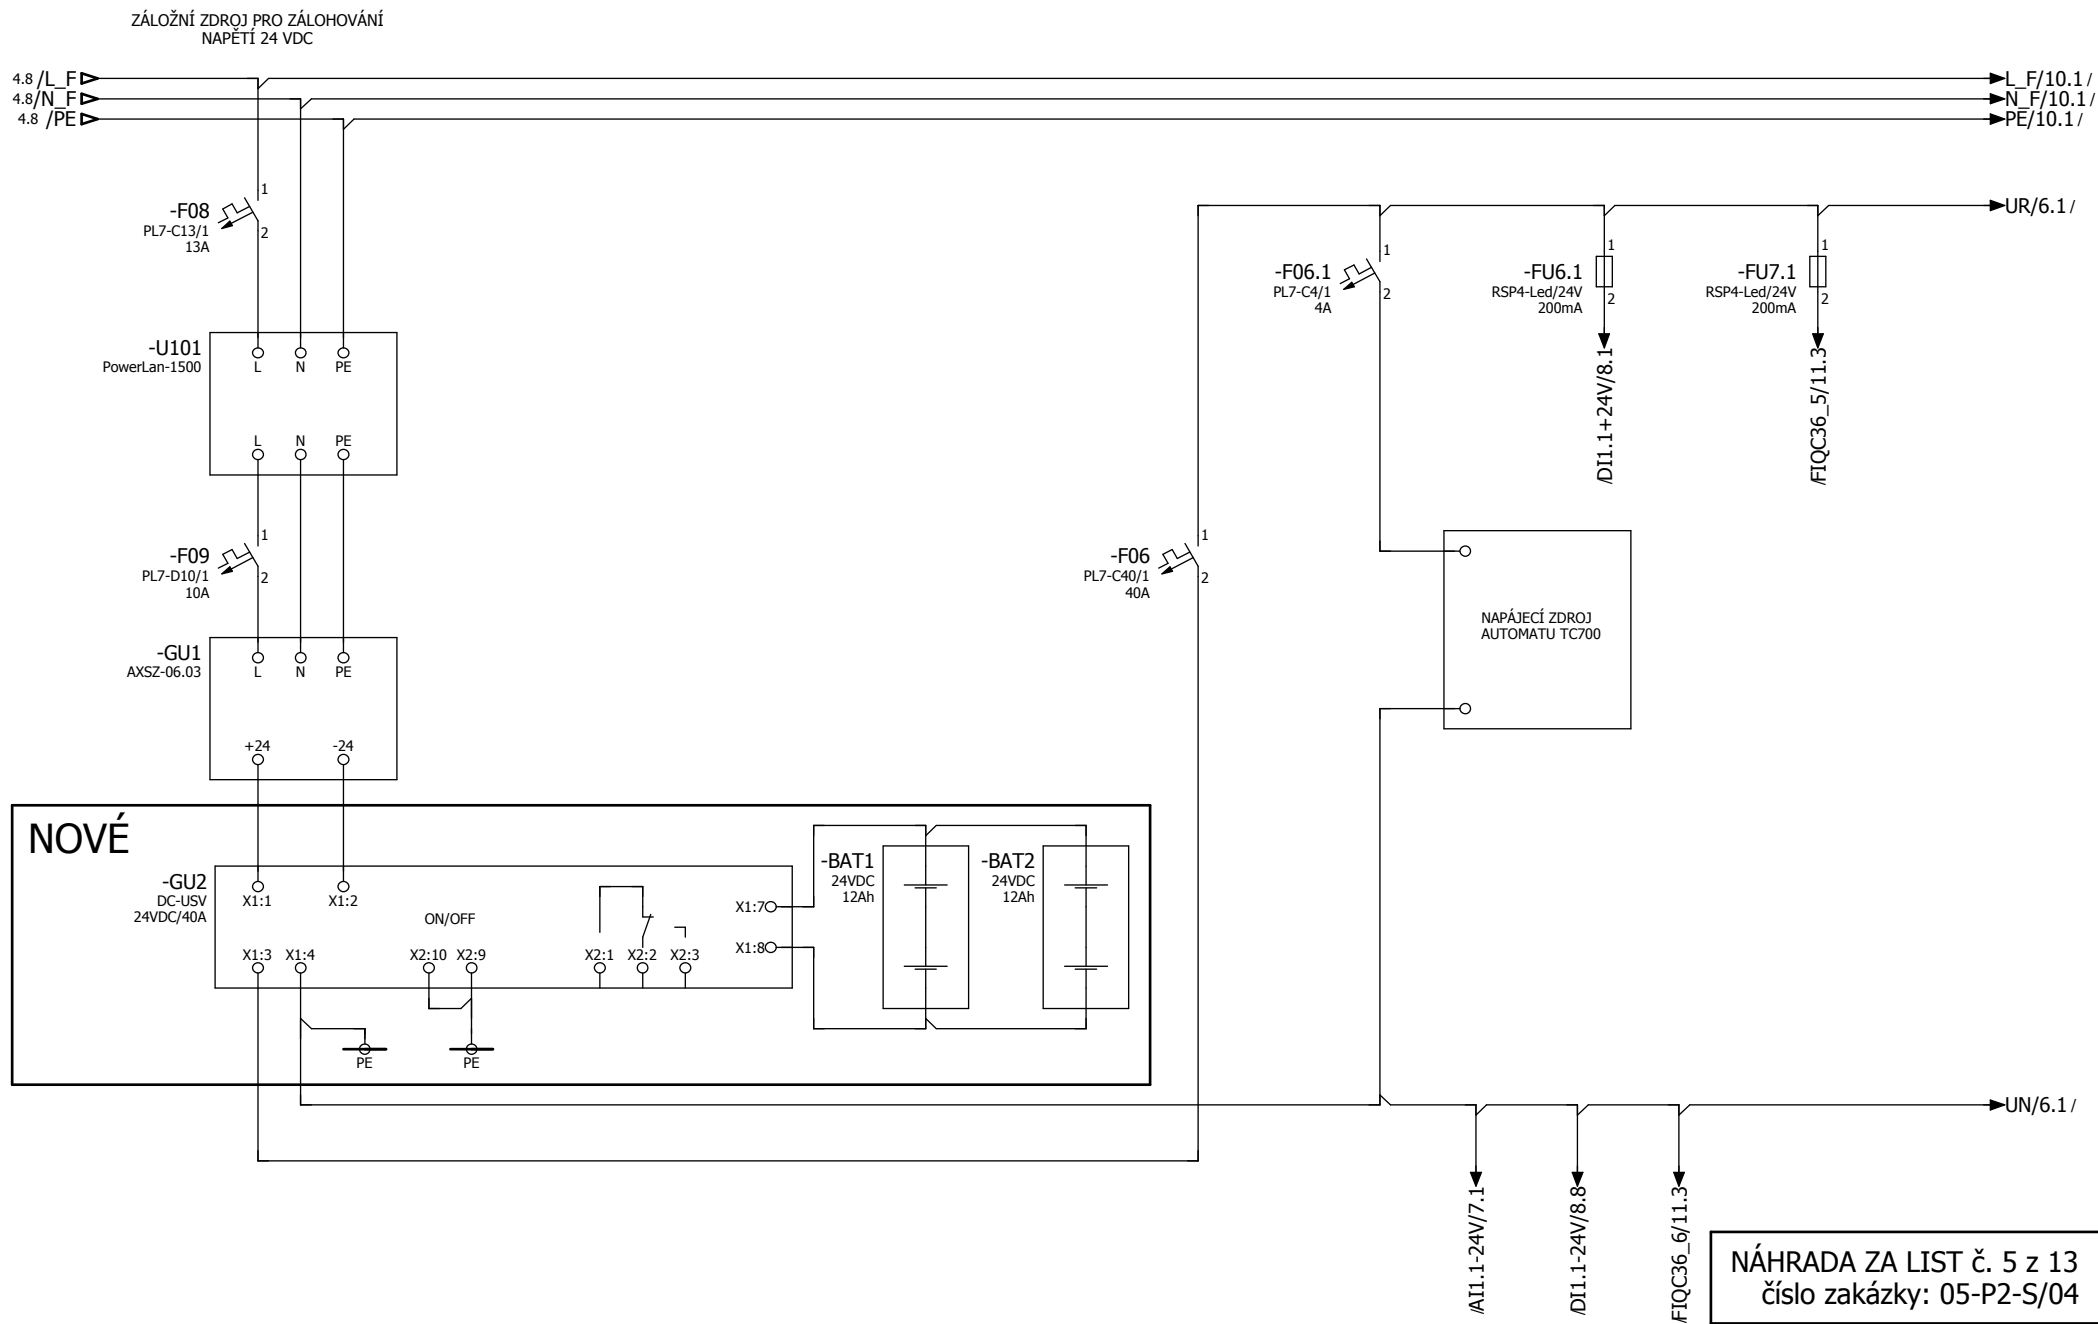 ZÁLOŽNÍ ZDROJ PRO ZÁLOHOVÁNÍ
NAPĚTÍ 24 VDC
4.8 /L_F
L_F/10.1 /
4.8/N_F
N_F/10.1 /
4.8 /PE
PE/10.1 /
1
-F08
PL7-C13/1
13A
2
UR/6.1 /
1
-F06.1
PL7-C4/1
4A
2
1
-FU6.1
RSP4-Led/24V
200mA
2
/DI1.1+24V/8.1
1
-FU7.1
RSP4-Led/24V
200mA
2
/FIQC36_5/11.3
-U101
PowerLan-1500
L N PE
L N PE
1
-F09
PL7-D10/1
10A
2
1
-F06
PL7-C40/1
40A
2
NAPÁJECÍ ZDROJ
AUTOMATU TC700
-GU1
AXSZ-06.03
L N PE
+24 -24
NOVÉ
-GU2
DC-USV
24VDC/40A
X1:1 X1:2
ON/OFF
X1:3 X1:4 X2:10 X2:9 X2:1 X2:2 X2:3
X1:7
X1:8
-BAT1
24VDC
12Ah
-BAT2
24VDC
12Ah
PE PE
UN/6.1 /
/AI1.1-24V/7.1
/DI1.1-24V/8.8
/FIQC36_6/11.3
NÁHRADA ZA LIST č. 5 z 13
číslo zakázky: 05-P2-S/04